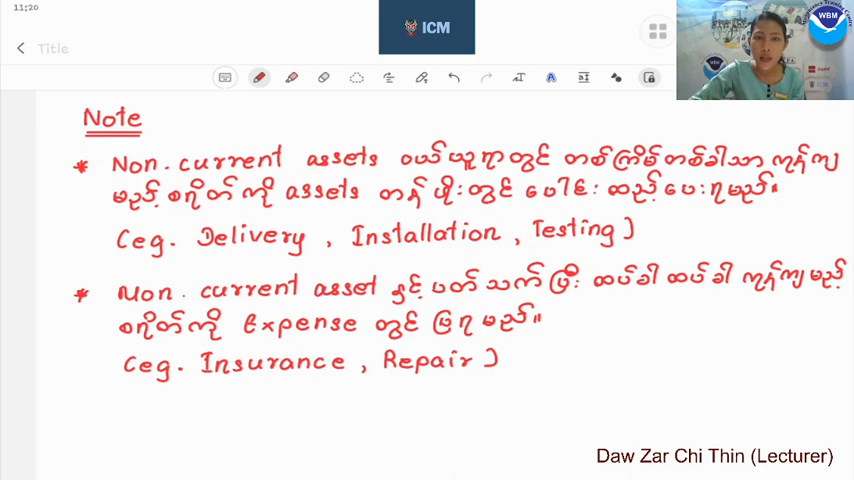 11:20
ICM
WBM
Title
Note
* Non-current assets ဝယ်ယူရာတွင် တစ်ကြိမ်တစ်ခါသာ ကုန်ကျ
မည့် စရိတ်ကို assets တန်ဖိုးတွင် ပေါင်းထည့်ပေးရမည်။
(eg. Delivery, Installation, Testing)
* Non-current asset နှင့် ပတ်သက်ပြီး ထပ်ခါထပ်ခါ ကုန်ကျမည့်
စရိတ်ကို Expense တွင် ပြရမည်။
(eg. Insurance, Repair)
Daw Zar Chi Thin (Lecturer)